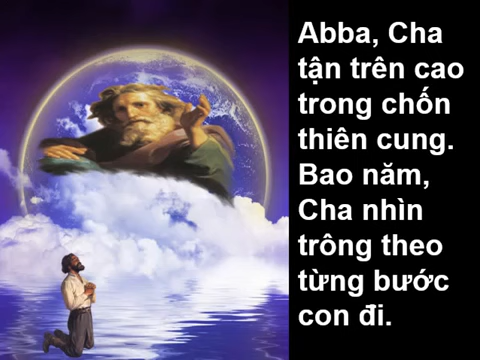 Abba, Cha
tận trên cao
trong chốn
thiên cung.
Bao năm,
Cha nhìn
trông theo
từng bước
con đi.